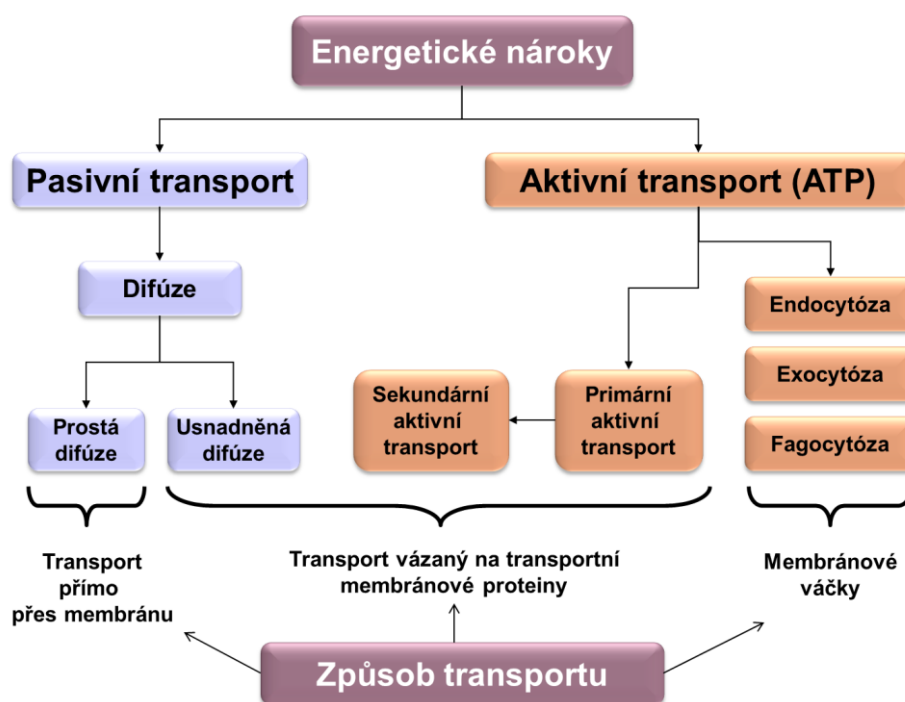 Energetické nároky
Pasivní transport
Aktivní transport (ATP)
Difúze
Endocytóza
Exocytóza
Fagocytóza
Prostá
difúze
Usnadněná
difúze
Sekundární
aktivní
transport
Primární
aktivní
transport
Transport
přímo
přes membránu
Transport vázaný na transportní
membránové proteiny
Membránové
váčky
Způsob transportu